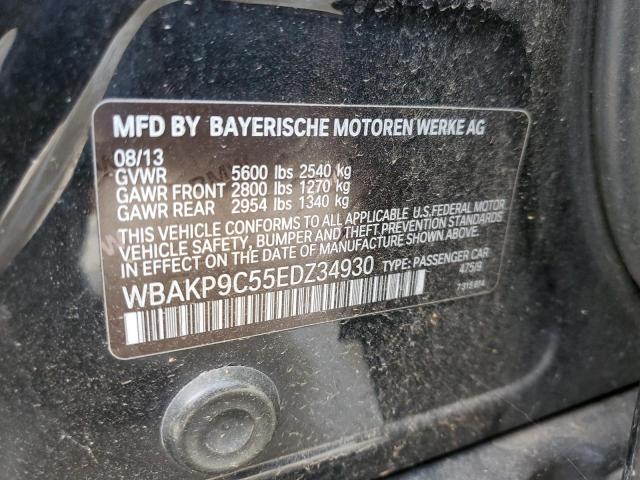 MFD BY BAYERISCHE MOTOREN WERKE AG
08/13
GVWR 5600 lbs 2540 kg
GAWR FRONT 2800 lbs 1270 kg
GAWR REAR 2954 lbs 1340 kg
THIS VEHICLE CONFORMS TO ALL APPLICABLE U.S.FEDERAL MOTOR
VEHICLE SAFETY, BUMPER AND THEFT PREVENTION STANDARDS
IN EFFECT ON THE DATE OF MANUFACTURE SHOWN ABOVE.
WBAKP9C55EDZ34930 TYPE: PASSENGER CAR
475/9